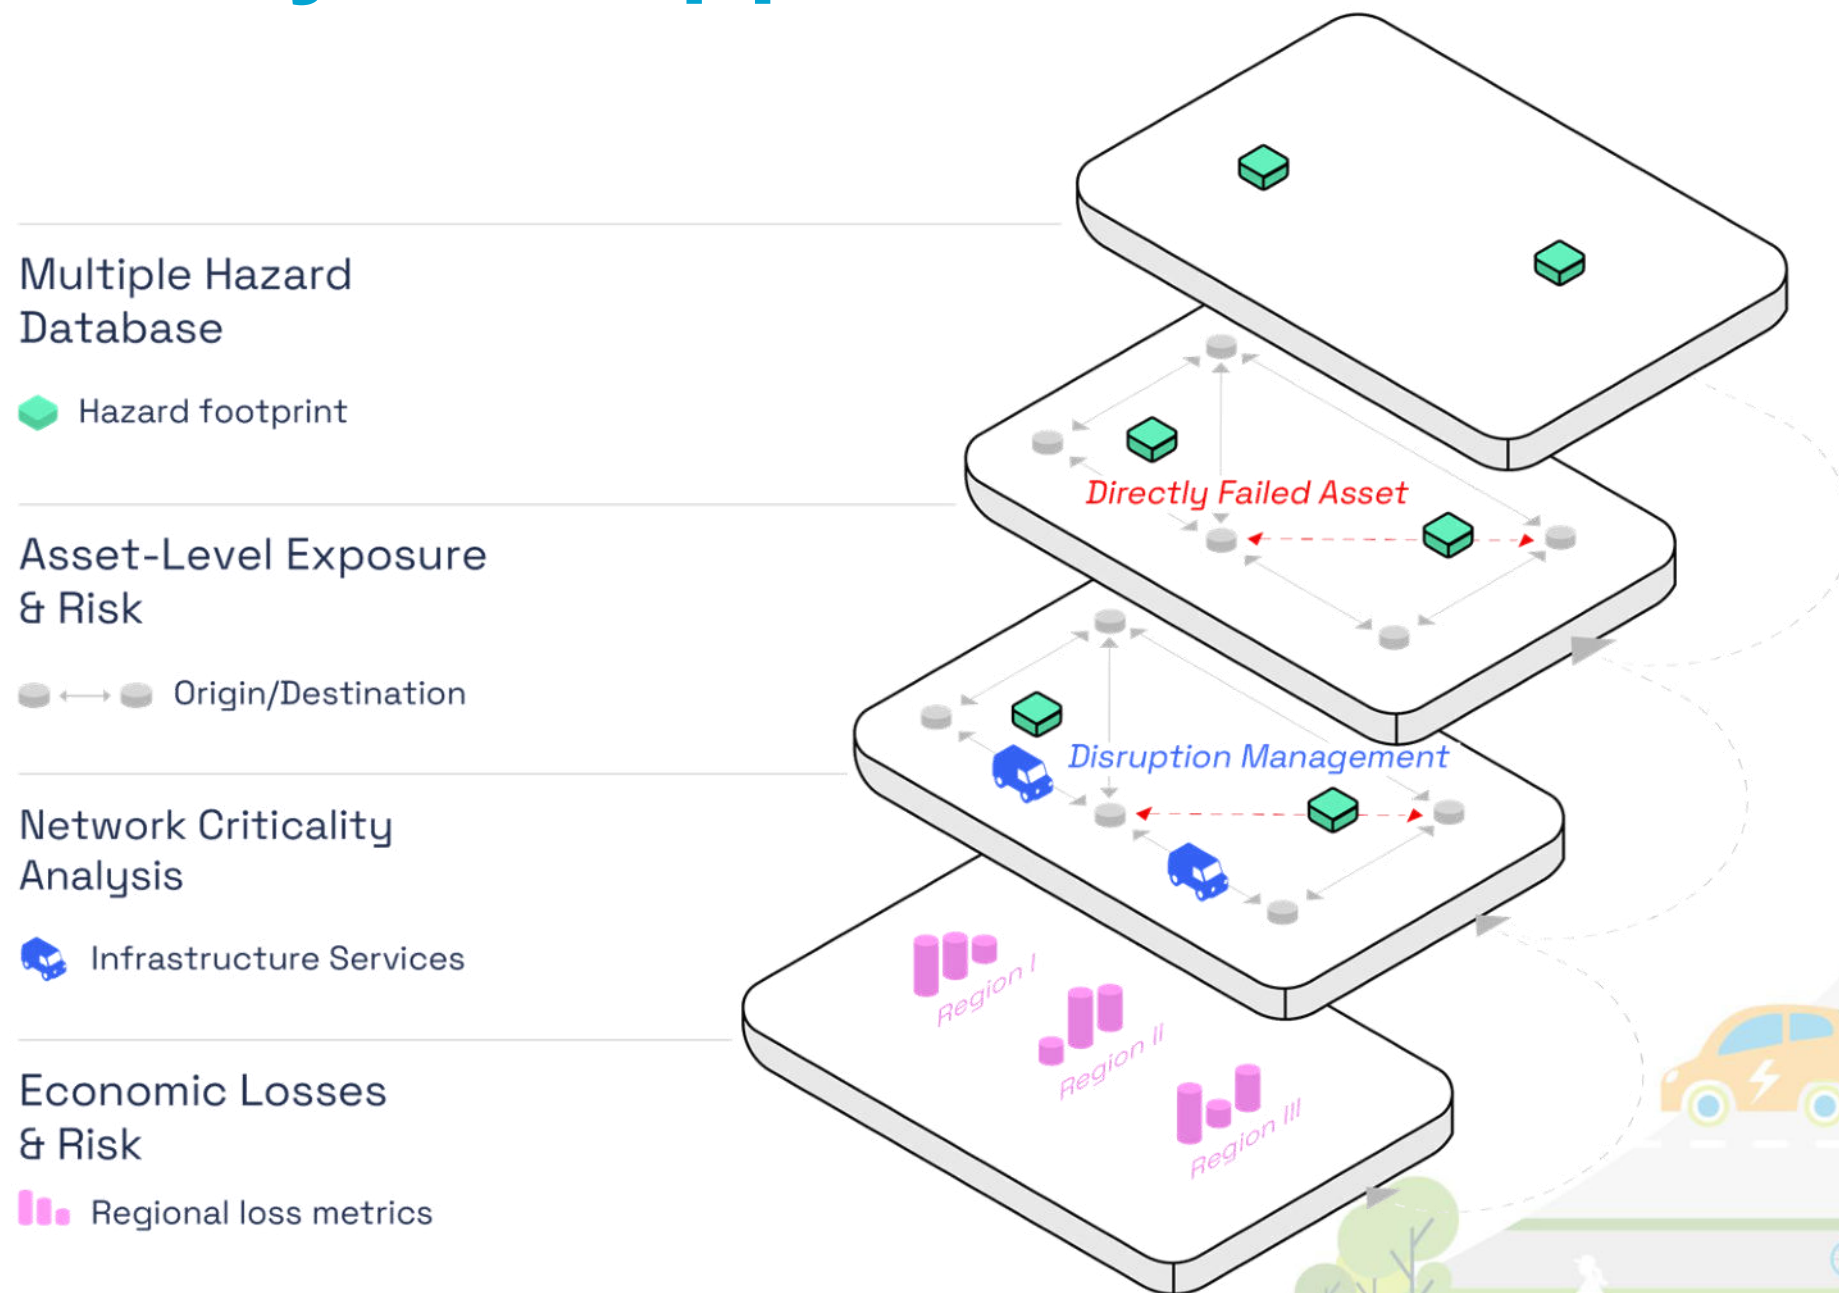 Multiple Hazard
Database
Hazard footprint
Directly Failed Asset
Asset-Level Exposure
& Risk
Origin/Destination
Disruption Management
Network Criticality
Analysis
Infrastructure Services
Region I
Region II
Region III
Economic Losses
& Risk
Regional loss metrics